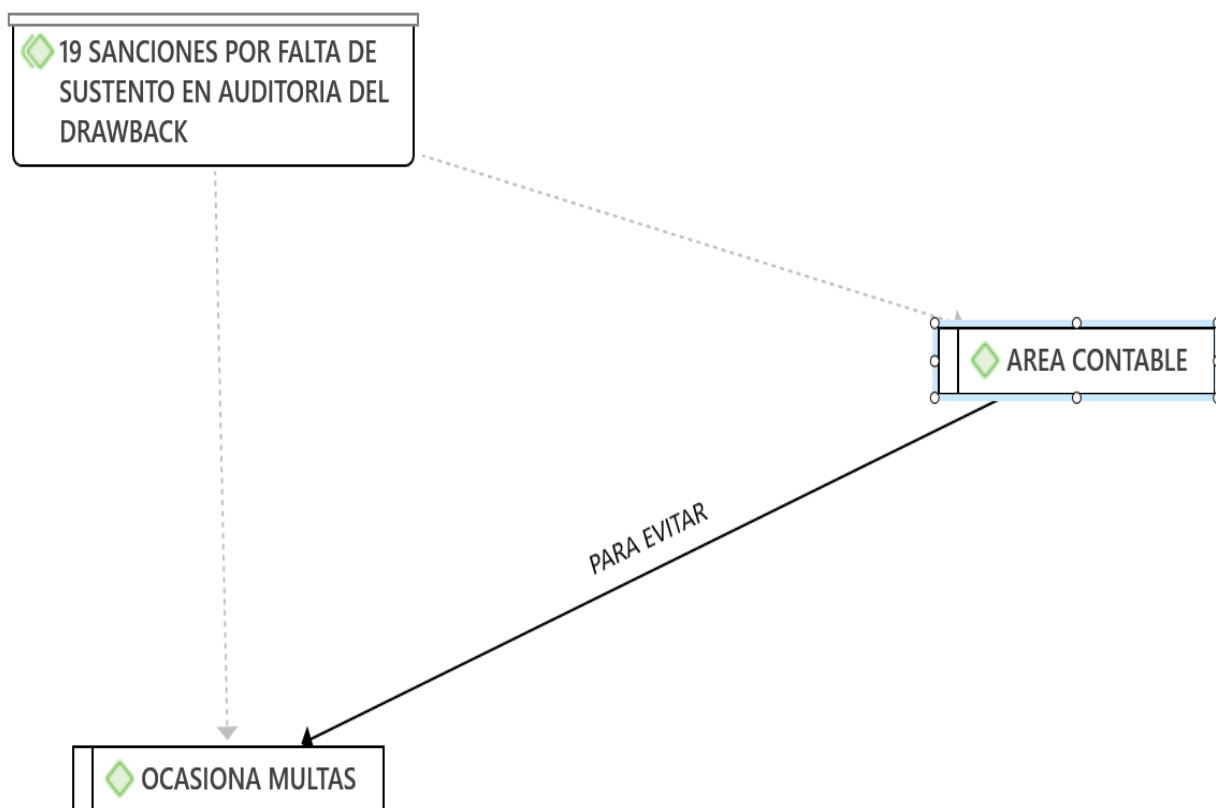 19 SANCIONES POR FALTA DE
SUSTENTO EN AUDITORIA DEL
DRAWBACK
AREA CONTABLE
PARA EVITAR
OCASIONA MULTAS